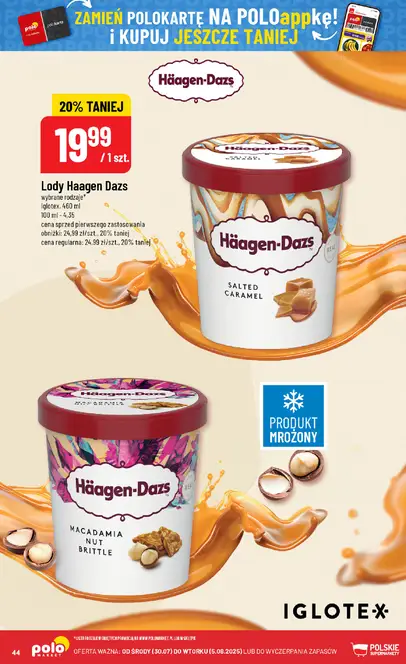 ZAMIEŃ POLOKARTĘ NA POLOappkę!
i KUPUJ JESZCZE TANIEJ
Häagen-Dazs
20% TANIEJ
19 99
/ 1 szt.
Lody Haagen Dazs
wybrane rodzaje*
Iglotex, 460 ml
100 ml - 4,35
cena sprzed pierwszego zastosowania
obniżki: 24,99 zł/szt., 20% taniej
cena regularna: 24,99 zł/szt., 20% taniej
Häagen-Dazs
SALTED
CARAMEL
PRODUKT
MROŻONY
Häagen-Dazs
Häagen-Dazs
MACADAMIA
NUT
BRITTLE
IGLOTEX
44
polo
MARKET
OFERTA WAŻNA: OD ŚRODY (30.07) DO WTORKU (5.08.2025) LUB DO WYCZERPANIA ZAPASÓW
POLSKIE
SUPERMARKETY